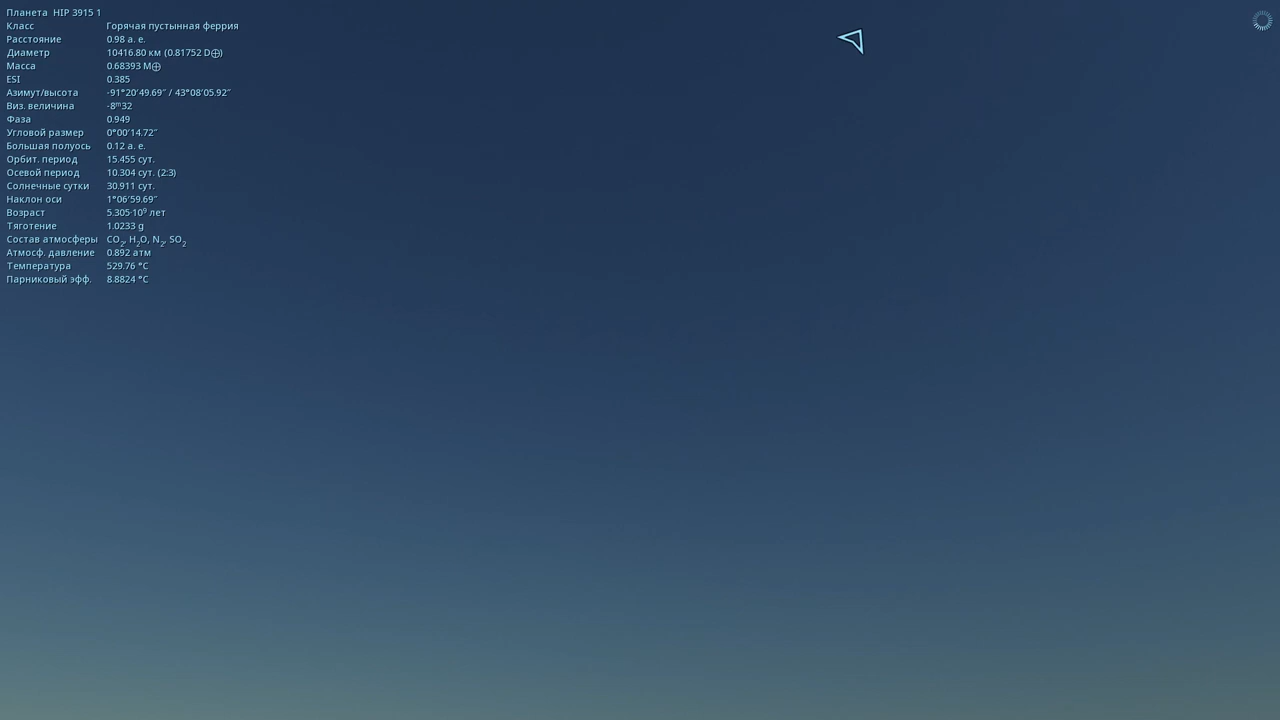 Планета HIP 3915 1
Класс Горячая пустынная феррия
Расстояние 0.98 а. е.
Диаметр 10416.80 км (0.81752 D⊕)
Масса 0.68393 M⊕
ESI 0.385
Азимут/высота -91°20′49.69″ / 43°08′05.92″
Виз. величина -8ᵐ32
Фаза 0.949
Угловой размер 0°00′14.72″
Большая полуось 0.12 а. е.
Орбит. период 15.455 сут.
Осевой период 10.304 сут. (2:3)
Солнечные сутки 30.911 сут.
Наклон оси 1°06′59.69″
Возраст 5.305·10⁹ лет
Тяготение 1.0233 g
Состав атмосферы CO₂, H₂O, N₂, SO₂
Атмосф. давление 0.892 атм
Температура 529.76 °C
Парниковый эфф. 8.8824 °C